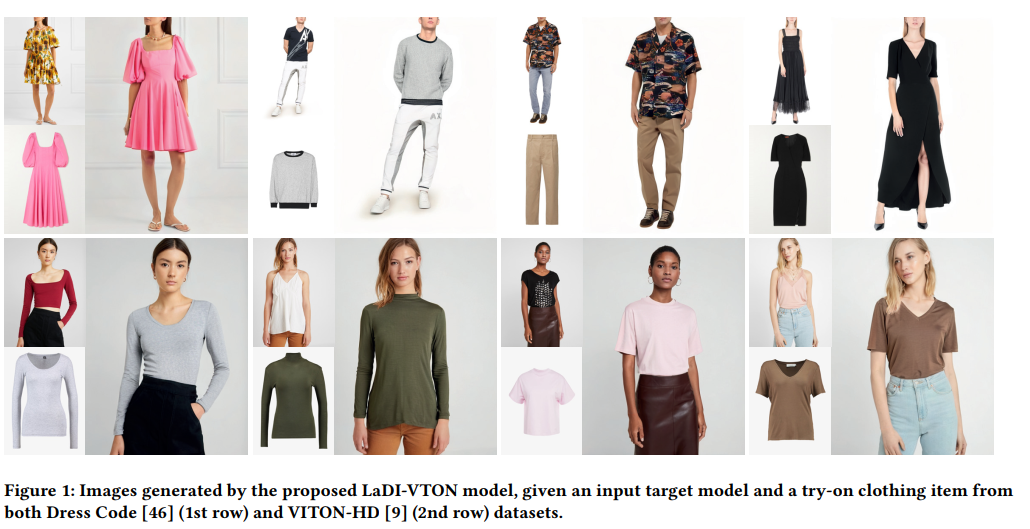 AX
Figure 1: Images generated by the proposed LaDI-VTON model, given an input target model and a try-on clothing item from
both Dress Code [46] (1st row) and VITON-HD [9] (2nd row) datasets.